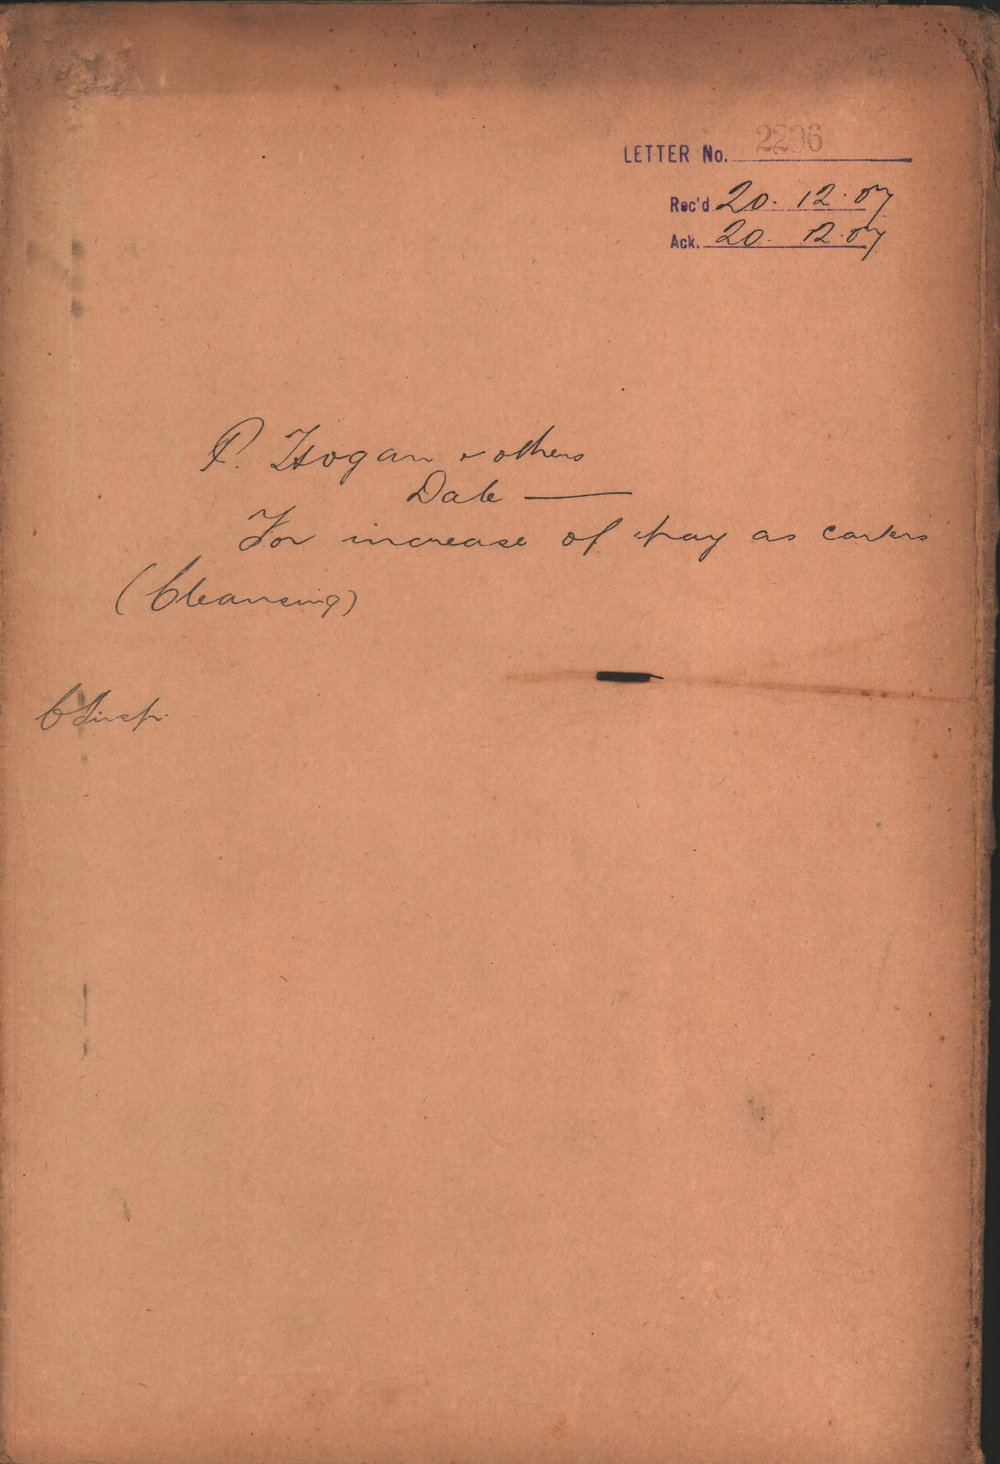 LETTER No. 2206
Rec'd 20. 12. 07
Ack. 20. 12. 07
P. Hogan & others
Date —
For increase of pay as carters
(Cleansing)
C Insp.